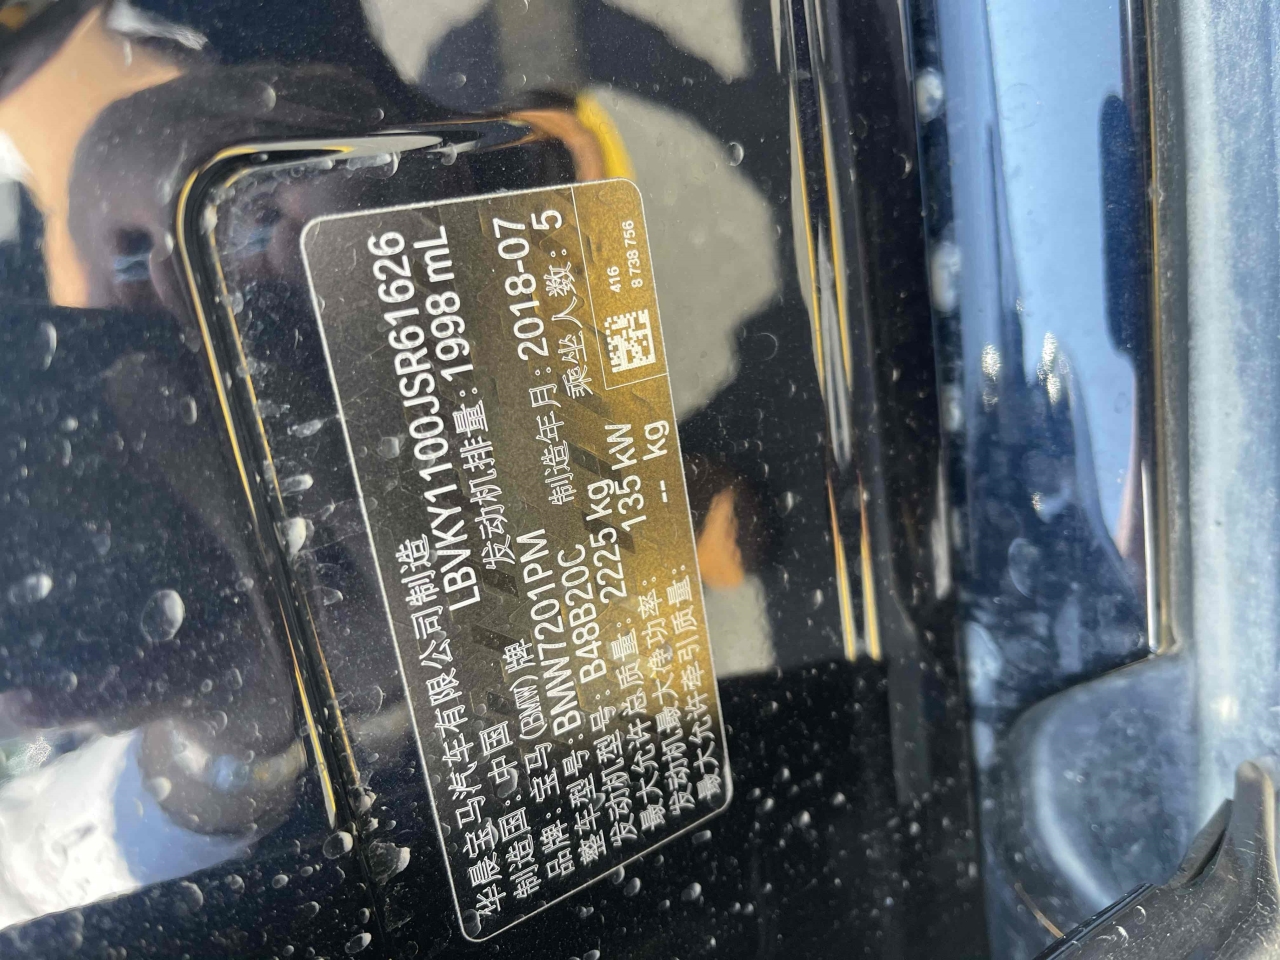 华晨宝马汽车有限公司制造
制造国:中国 LBVKY1100JSR61626
品牌:宝马(BMW)牌 发动机排量:1998 mL
整车型号:BMW7201PM
发动机型号: B48B20C 制造年月:2018-07
最大允许总质量: 2225 kg 乘坐人数: 5
发动机最大净功率: 135 kW
最大允许牵引质量: -- kg
416
8 738 756